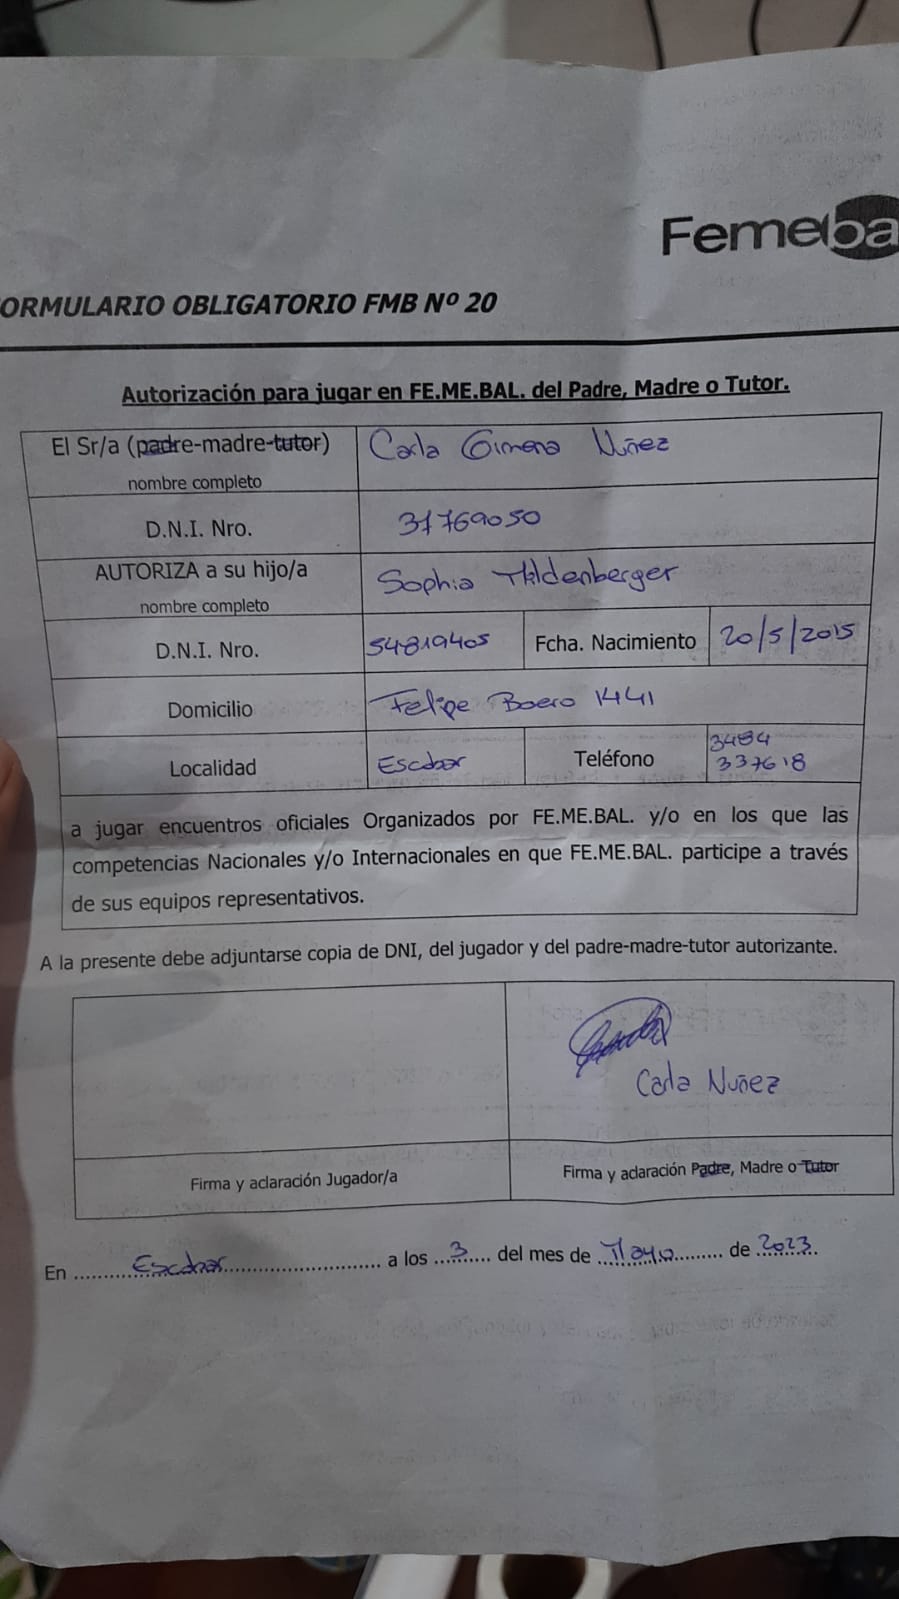 Femeba
ORMULARIO OBLIGATORIO FMB Nº 20
Autorización para jugar en FE.ME.BAL. del Padre, Madre o Tutor.
El Sr/a (padre-madre-tutor) Carla Gimena Nuñez
nombre completo
D.N.I. Nro. 31769050
AUTORIZA a su hijo/a Sophia Hildenberger
nombre completo
D.N.I. Nro. 54819405 Fcha. Nacimiento 20/5/2015
Domicilio Felipe Boero 1441
Localidad Escobar Teléfono 3484
337618
a jugar encuentros oficiales Organizados por FE.ME.BAL. y/o en los que las
competencias Nacionales y/o Internacionales en que FE.ME.BAL. participe a través
de sus equipos representativos.
A la presente debe adjuntarse copia de DNI, del jugador y del padre-madre-tutor autorizante.
Carla Nuñez
Firma y aclaración Jugador/a Firma y aclaración Padre, Madre o Tutor
En Escobar a los 3 del mes de Mayo de 2023